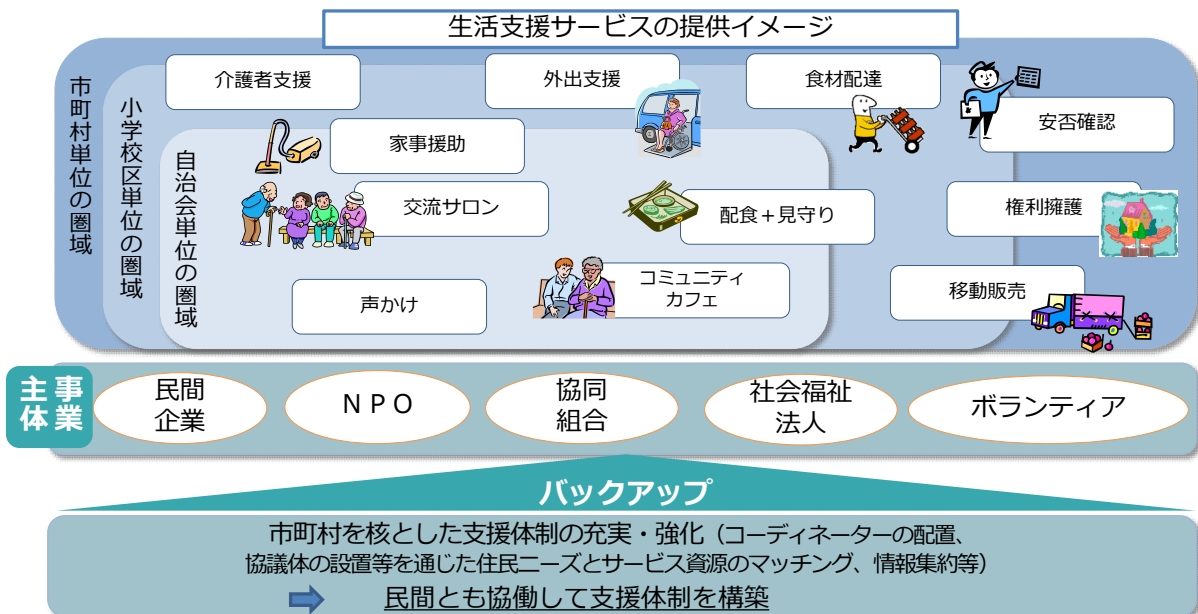 生活支援サービスの提供イメージ
市町村単位の圏域
小学校区単位の圏域
自治会単位の圏域
介護者支援
外出支援
食材配達
安否確認
家事援助
交流サロン
配食＋見守り
権利擁護
声かけ
コミュニティ
カフェ
移動販売
事業
主体
民間
企業
ＮＰＯ
協同
組合
社会福祉
法人
ボランティア
バックアップ
市町村を核とした支援体制の充実・強化（コーディネーターの配置、
協議体の設置等を通じた住民ニーズとサービス資源のマッチング、情報集約等）
民間とも協働して支援体制を構築